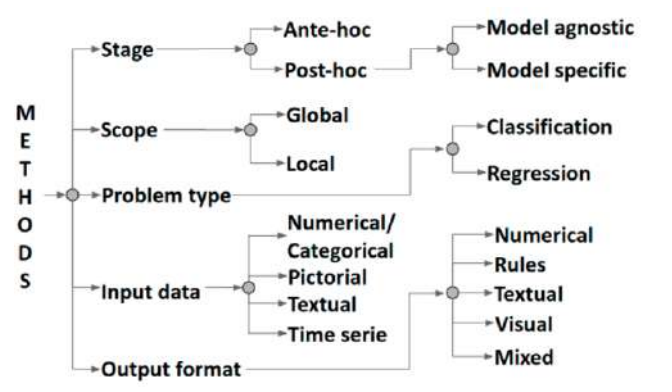 METHODS
Stage
Ante-hoc
Post-hoc
Model agnostic
Model specific
Scope
Global
Local
Problem type
Classification
Regression
Input data
Numerical/
Categorical
Pictorial
Textual
Time serie
Output format
Numerical
Rules
Textual
Visual
Mixed